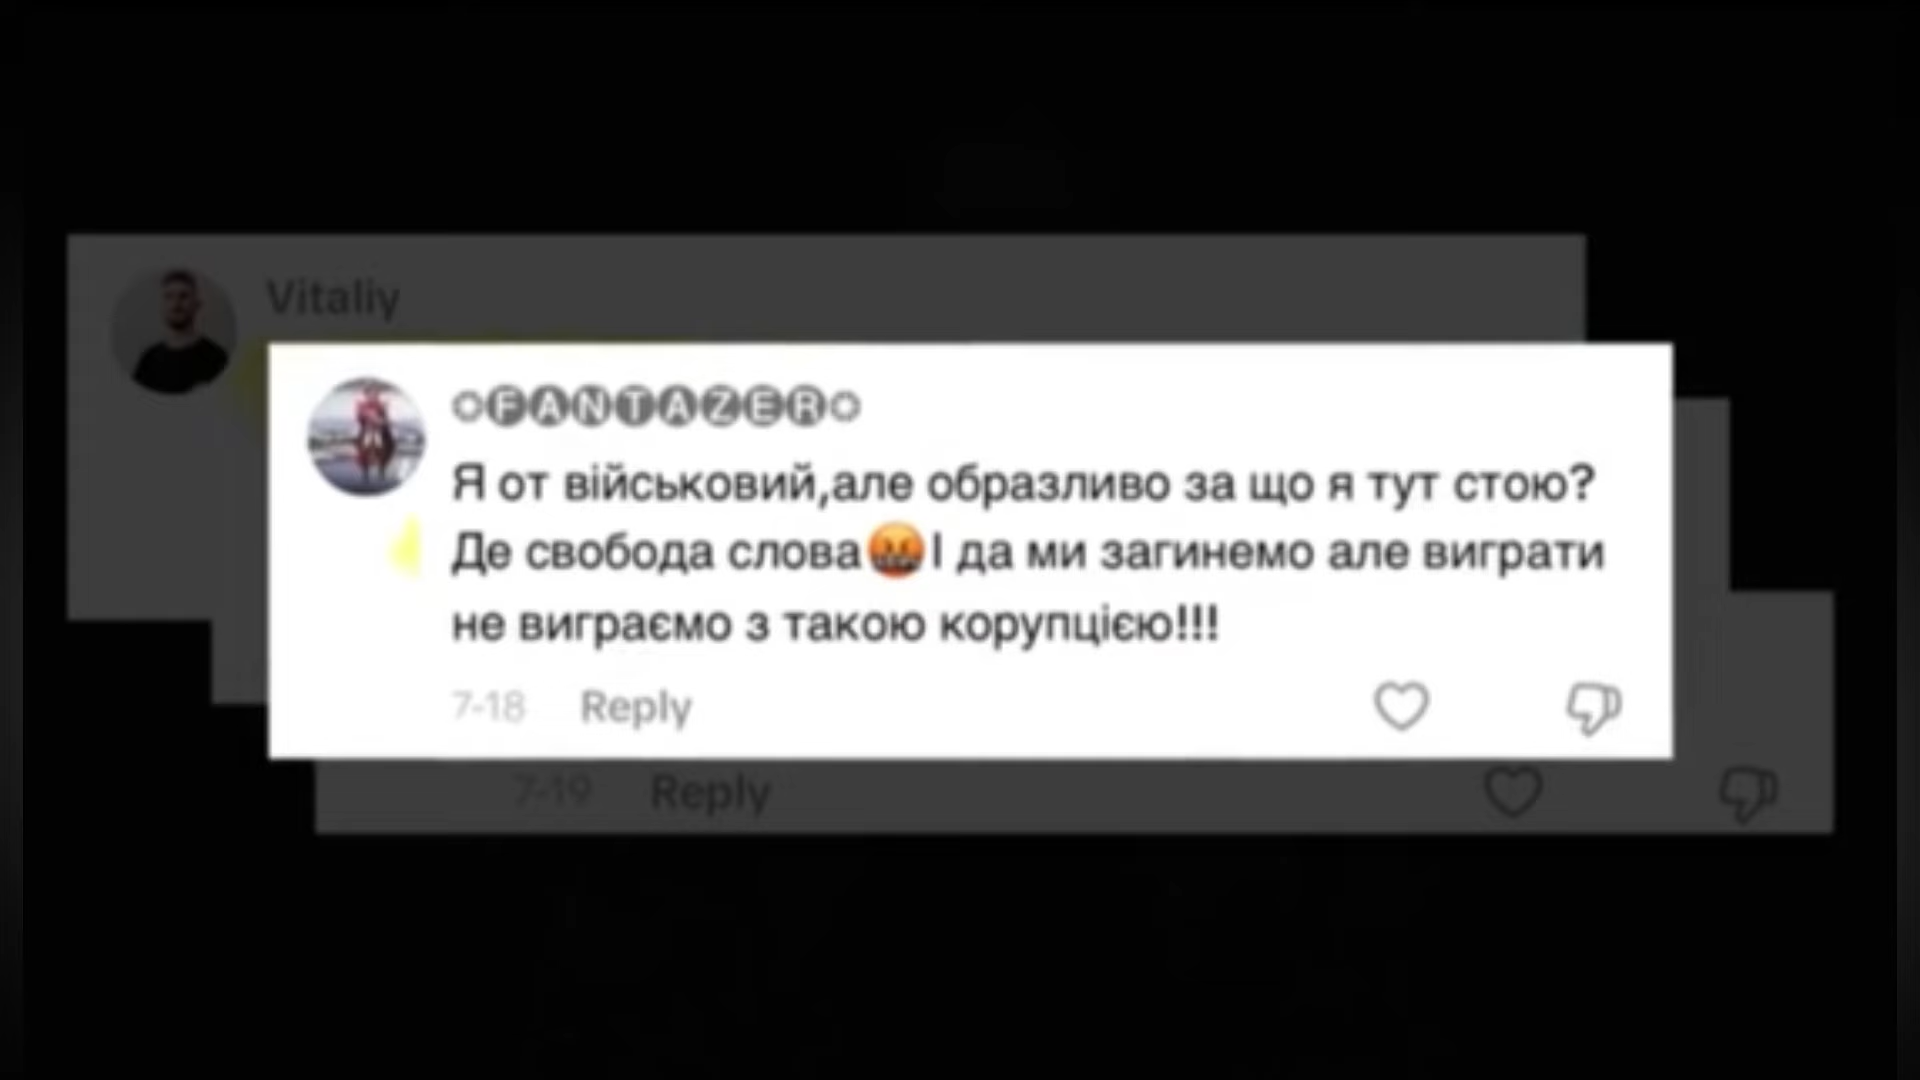 Vitaliy
◌🅕🅐🅝🅣🅐🅩🅔🅡◌
Я от військовий,але образливо за що я тут стою?
Де свобода слова🤬І да ми загинемо але виграти
не виграємо з такою корупцією!!!
7-18 Reply
7-19 Reply